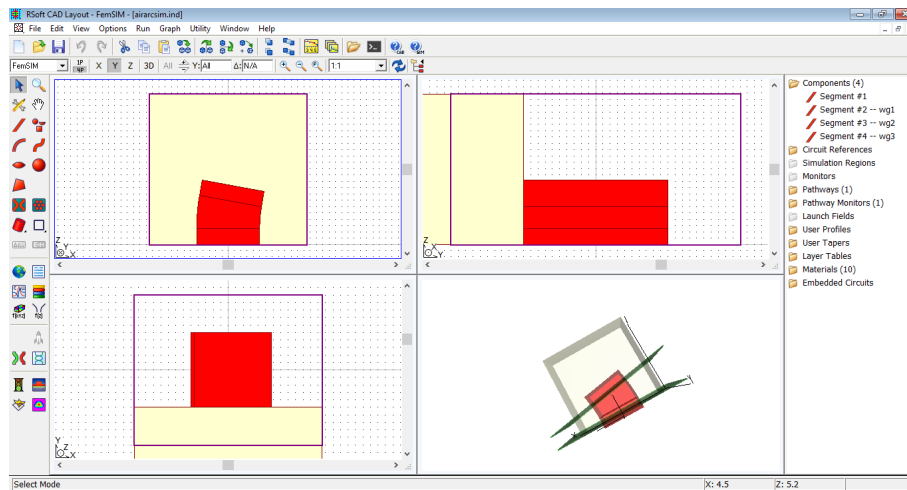 RSoft CAD Layout - FemSIM - [airarcsim.ind]
File Edit View Options Run Graph Utility Window Help
FemSIM 1P 4P X Y Z 3D All Y: All Δ: N/A 1:1
Components (4)
Segment #1
Segment #2 -- wg1
Segment #3 -- wg2
Segment #4 -- wg3
Circuit References
Simulation Regions
Monitors
Pathways (1)
Pathway Monitors (1)
Launch Fields
User Profiles
User Tapers
Layer Tables
Materials (10)
Embedded Circuits
Z Y X
Z X Y
Y Z X
Y
Select Mode X: 4.5 Z: 5.2